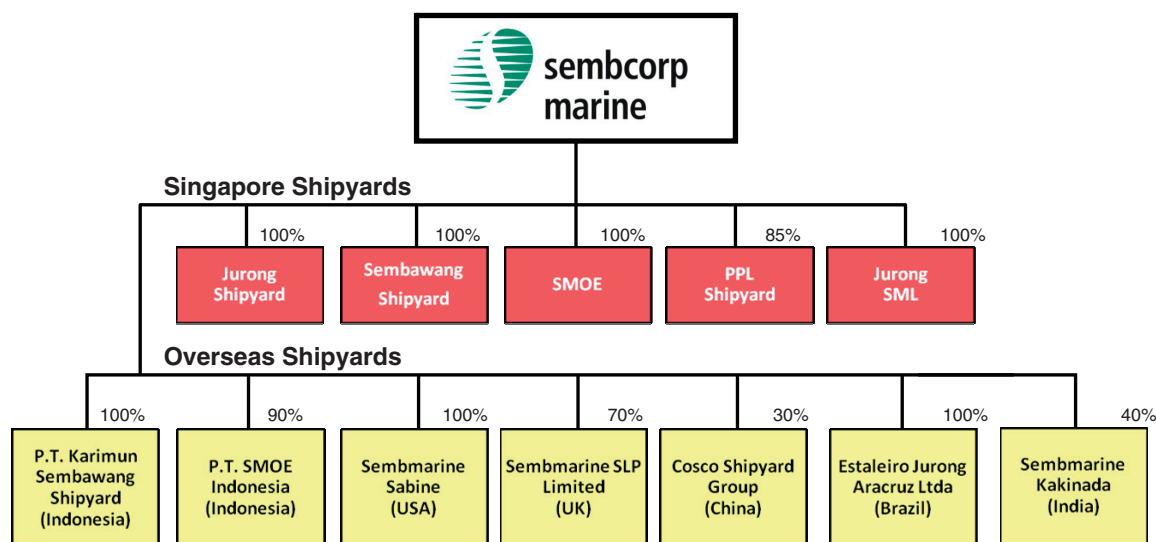 sembcorp
marine
Singapore Shipyards
100%
100%
100%
85%
100%
Jurong
Shipyard
Sembawang
Shipyard
SMOE
PPL
Shipyard
Jurong
SML
Overseas Shipyards
100%
90%
100%
70%
30%
100%
40%
P.T. Karimun
Sembawang
Shipyard
(Indonesia)
P.T. SMOE
Indonesia
(Indonesia)
Sembmarine
Sabine
(USA)
Sembmarine SLP
Limited
(UK)
Cosco Shipyard
Group
(China)
Estaleiro Jurong
Aracruz Ltda
(Brazil)
Sembmarine
Kakinada
(India)